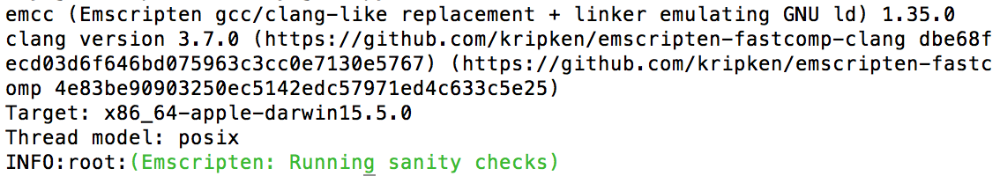 emcc (Emscripten gcc/clang-like replacement + linker emulating GNU ld) 1.35.0
clang version 3.7.0 (https://github.com/kripken/emscripten-fastcomp-clang dbe68f
ecd03d6f646bd075963c3cc0e7130e5767) (https://github.com/kripken/emscripten-fastc
omp 4e83be90903250ec5142edc57971ed4c633c5e25)
Target: x86_64-apple-darwin15.5.0
Thread model: posix
INFO:root:(Emscripten: Running sanity checks)